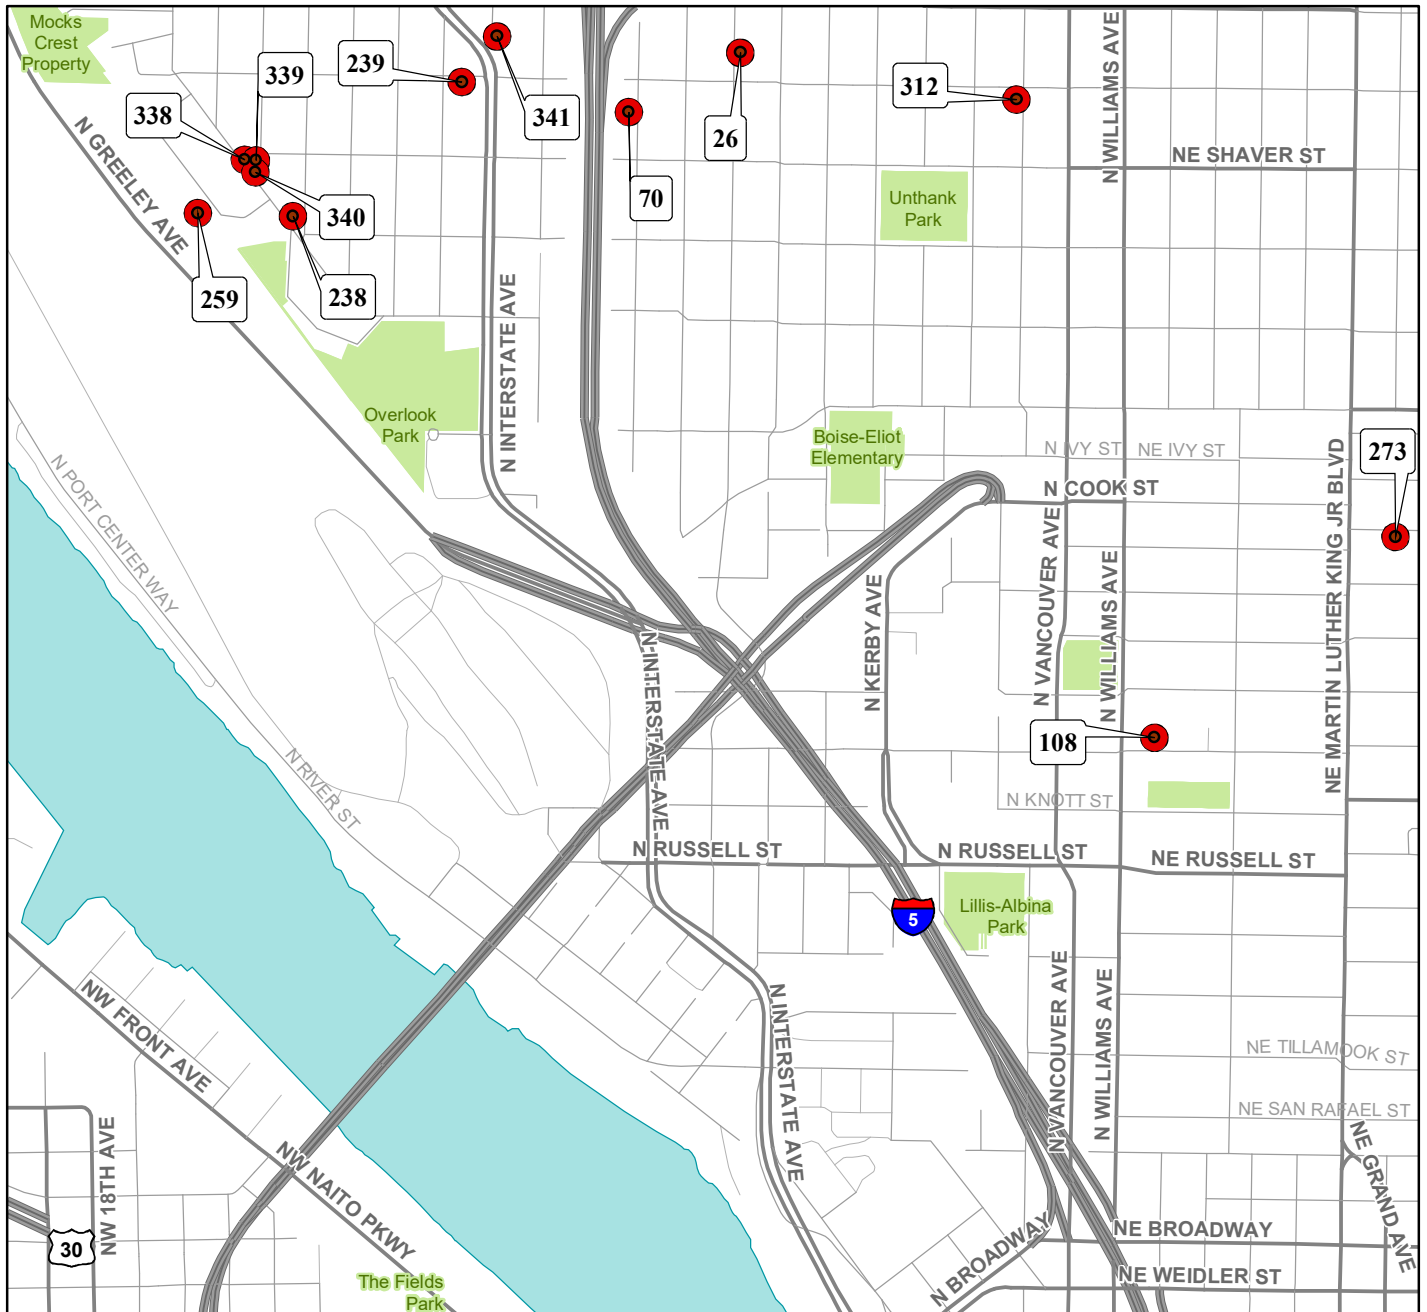 Mocks
Crest
Property
339
239
341
26
312
338
N GREELEY AVE
340
259
238
70
N WILLIAMS AVE
NE SHAVER ST
Unthank
Park
N INTERSTATE AVE
Overlook
Park
Boise-Eliot
Elementary
N IVY ST
NE IVY ST
N COOK ST
273
N PORT CENTER WAY
N VANCOUVER AVE
N WILLIAMS AVE
NE MARTIN LUTHER KING JR BLVD
N KERBY AVE
N INTERSTATE AVE
108
N RIVER ST
N KNOTT ST
N RUSSELL ST
N RUSSELL ST
NE RUSSELL ST
5
Lillis-Albina
Park
NW FRONT AVE
N INTERSTATE AVE
N VANCOUVER AVE
N WILLIAMS AVE
NE TILLAMOOK ST
NE SAN RAFAEL ST
NW 18TH AVE
NW NAITO PKWY
NE GRAND AVE
30
N BROADWAY
NE BROADWAY
NE WEIDLER ST
The Fields
Park